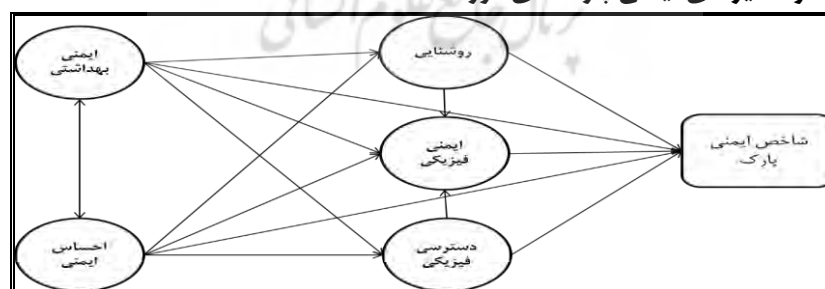 ایمنی
بهداشتی
روشنایی
ایمنی
فیزیکی
شاخص ایمنی
پارک
احساس
ایمنی
دسترسی
فیزیکی